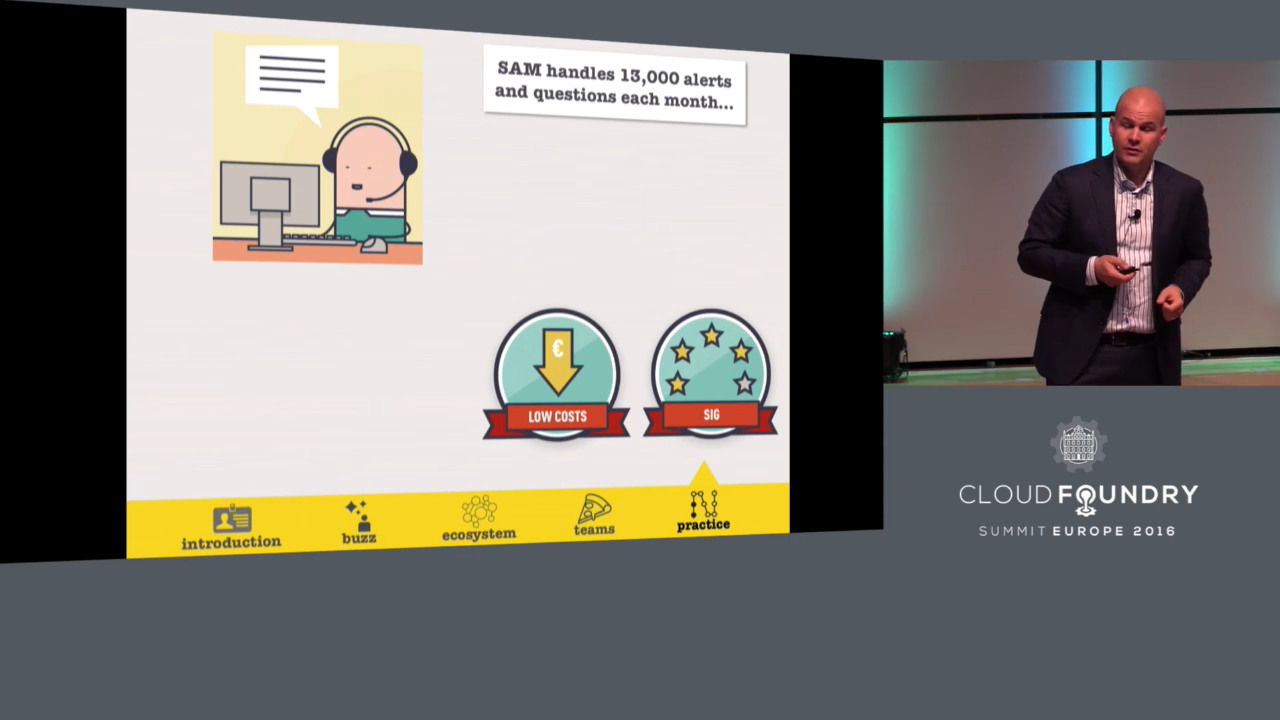 SAM handles 13,000 alerts
and questions each month...
€
LOW COSTS
SIG
introduction
buzz
ecosystem
teams
practice
CLOUD FOUNDRY
SUMMIT EUROPE 2016